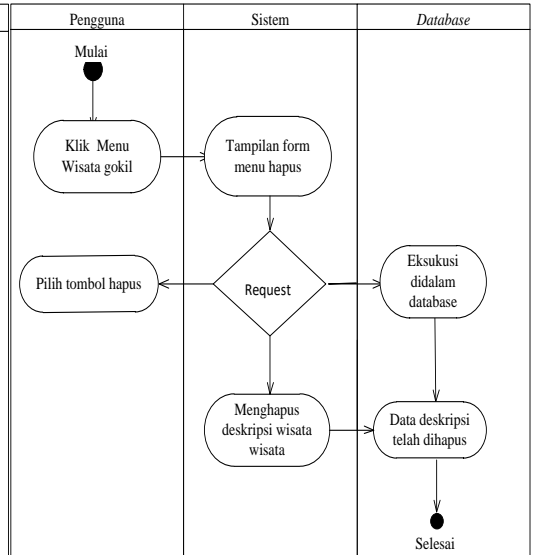 Pengguna
Sistem
Database
Mulai
Klik Menu
Wisata gokil
Tampilan form
menu hapus
Pilih tombol hapus
Request
Eksukusi
didalam
database
Menghapus
deskripsi wisata
wisata
Data deskripsi
telah dihapus
Selesai